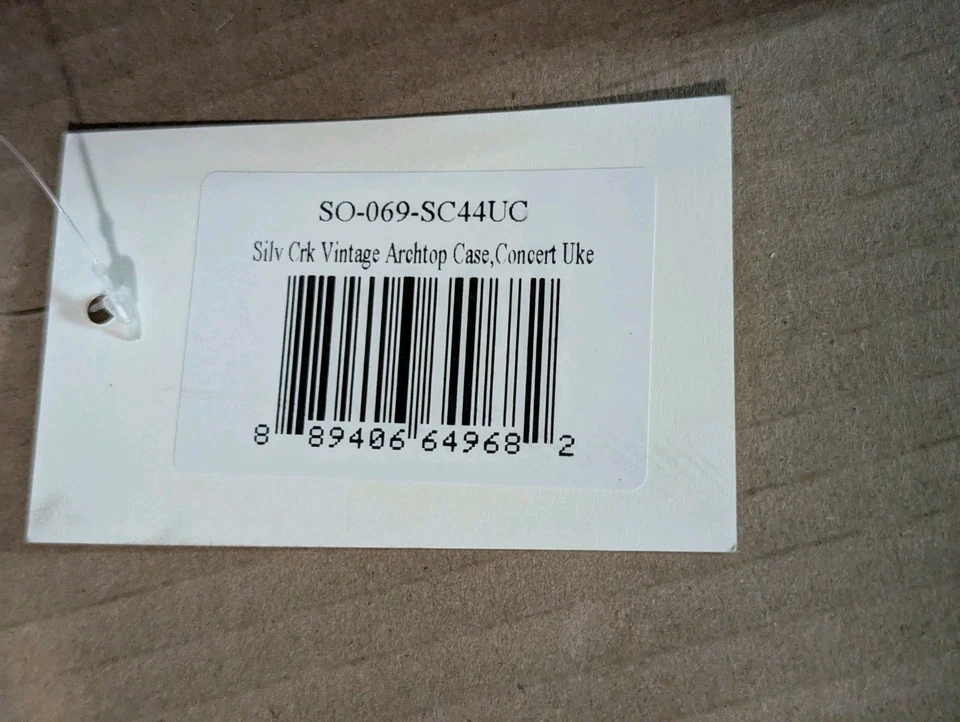 SO-069-SC44UC
Silv Crk Vintage Archtop Case,Concert Uke
8 89406 64968 2